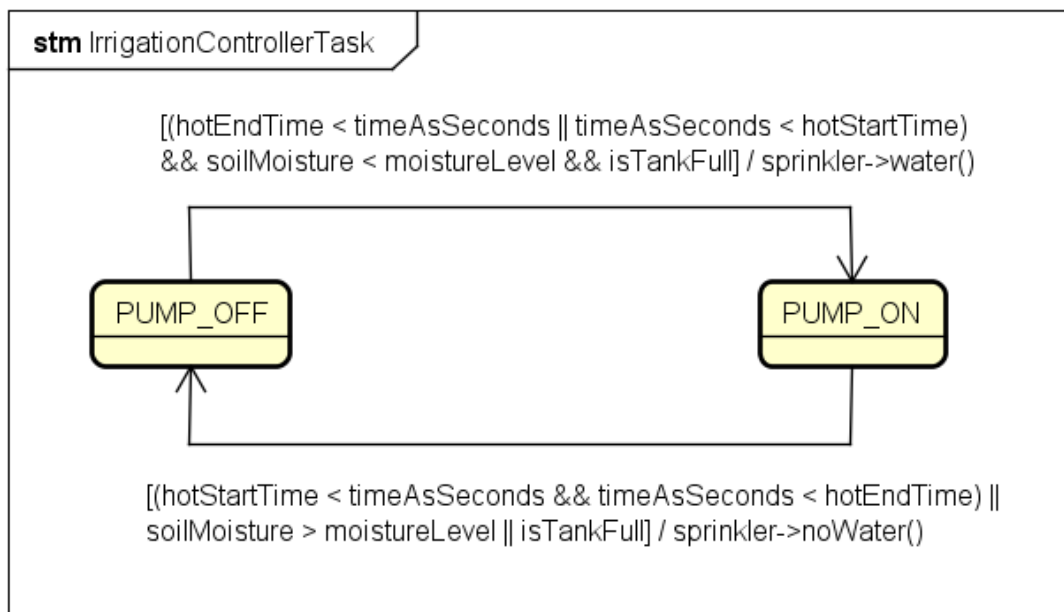 stm IrrigationControllerTask
[(hotEndTime < timeAsSeconds || timeAsSeconds < hotStartTime)
&& soilMoisture < moistureLevel && isTankFull] / sprinkler->water()
PUMP_OFF
PUMP_ON
[(hotStartTime < timeAsSeconds && timeAsSeconds < hotEndTime) ||
soilMoisture > moistureLevel || isTankFull] / sprinkler->noWater()